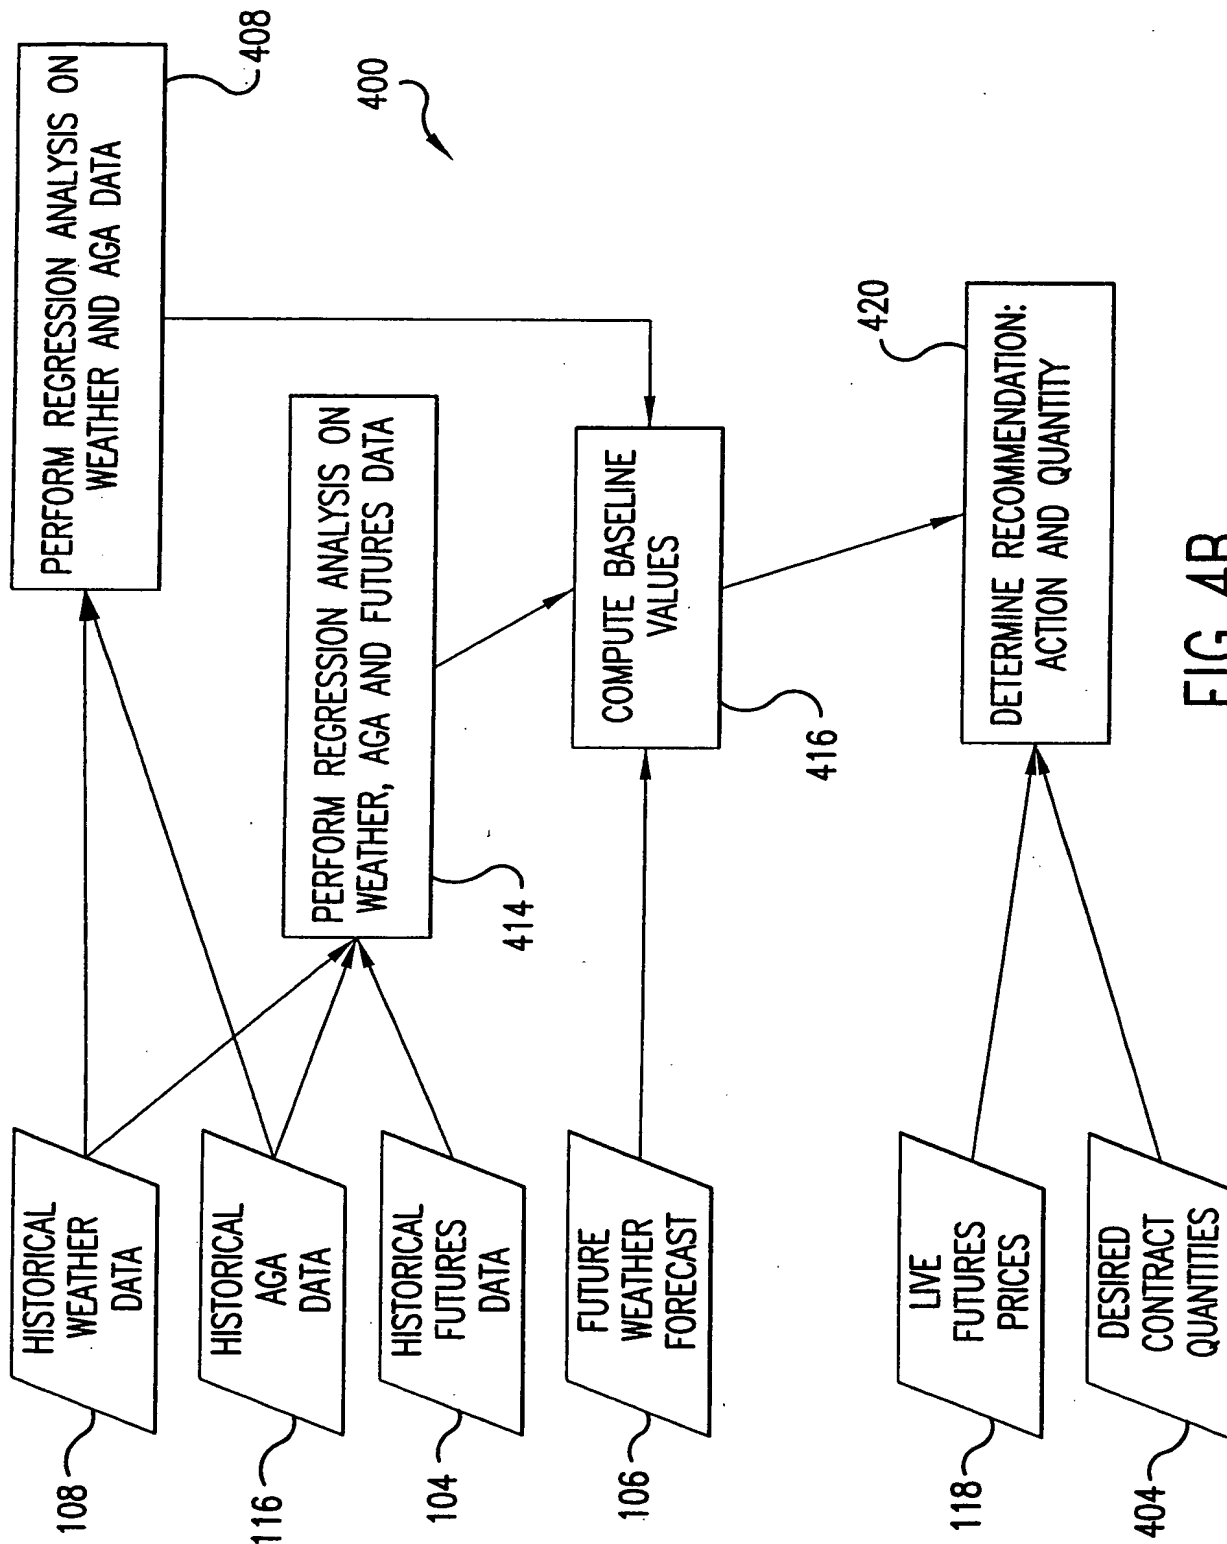 HISTORICAL
WEATHER
DATA
108
HISTORICAL
AGA
DATA
116
HISTORICAL
FUTURES
DATA
104
FUTURE
WEATHER
FORECAST
106
LIVE
FUTURES
PRICES
118
DESIRED
CONTRACT
QUANTITIES
404
PERFORM REGRESSION ANALYSIS ON
WEATHER AND AGA DATA
408
PERFORM REGRESSION ANALYSIS ON
WEATHER, AGA AND FUTURES DATA
414
COMPUTE BASELINE
VALUES
416
DETERMINE RECOMMENDATION:
ACTION AND QUANTITY
420
400
FIG. 4B